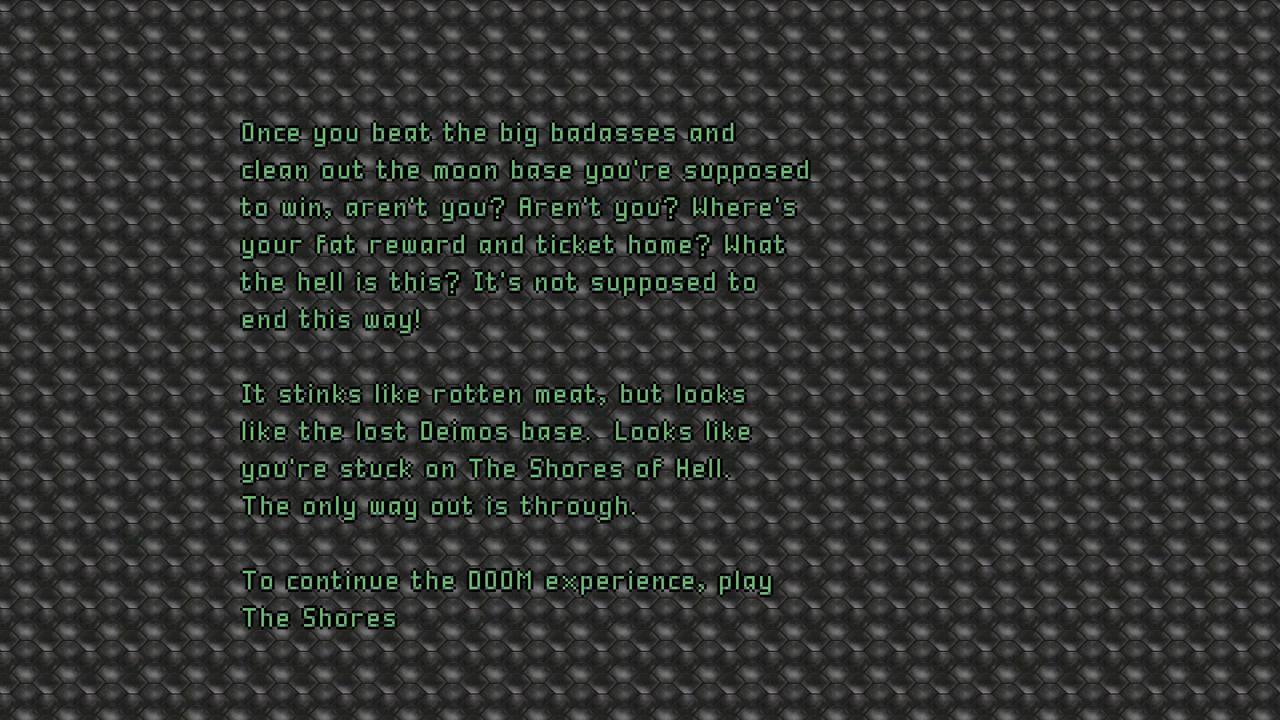 Once you beat the big badasses and
clean out the moon base you're supposed
to win, aren't you? Aren't you? Where's
your fat reward and ticket home? What
the hell is this? It's not supposed to
end this way!
It stinks like rotten meat, but looks
like the lost Deimos base.  Looks like
you're stuck on The Shores of Hell.
The only way out is through.
To continue the DOOM experience, play
The Shores